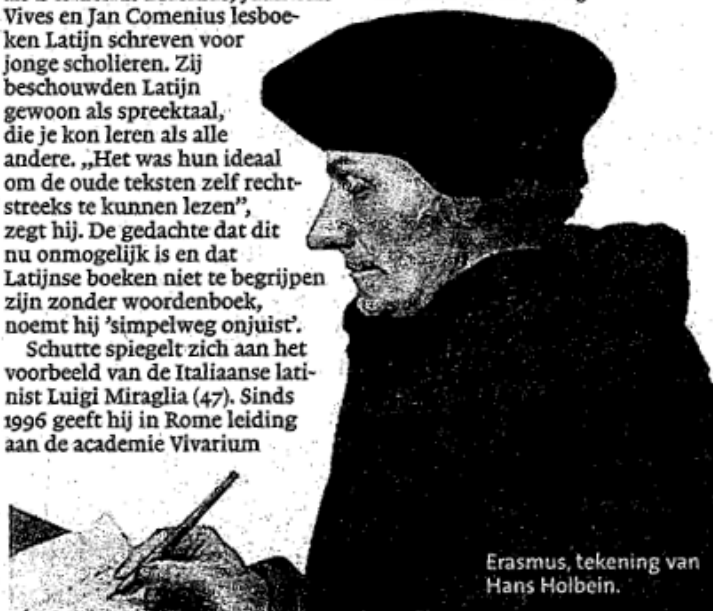 Vives en Jan Comenius lesboe-
ken Latijn schreven voor
jonge scholieren. Zij
beschouwden Latijn
gewoon als spreektaal,
die je kon leren als alle
andere. „Het was hun ideaal
om de oude teksten zelf recht-
streeks te kunnen lezen”,
zegt hij. De gedachte dat dit
nu onmogelijk is en dat
Latijnse boeken niet te begrijpen
zijn zonder woordenboek,
noemt hij ’simpelweg onjuist’.
Schutte spiegelt zich aan het
voorbeeld van de Italiaanse lati-
nist Luigi Miraglia (47). Sinds
1996 geeft hij in Rome leiding
aan de academie Vivarium
Erasmus, tekening van
Hans Holbein.